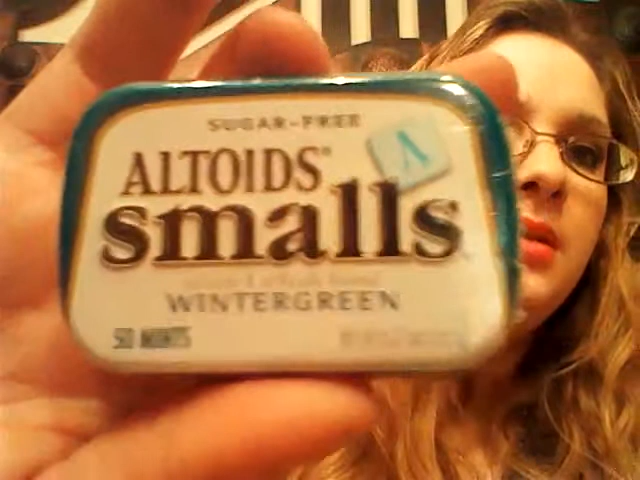 SUGAR-FREE
ALTOIDS®
smalls
WINTERGREEN
50 MINTS